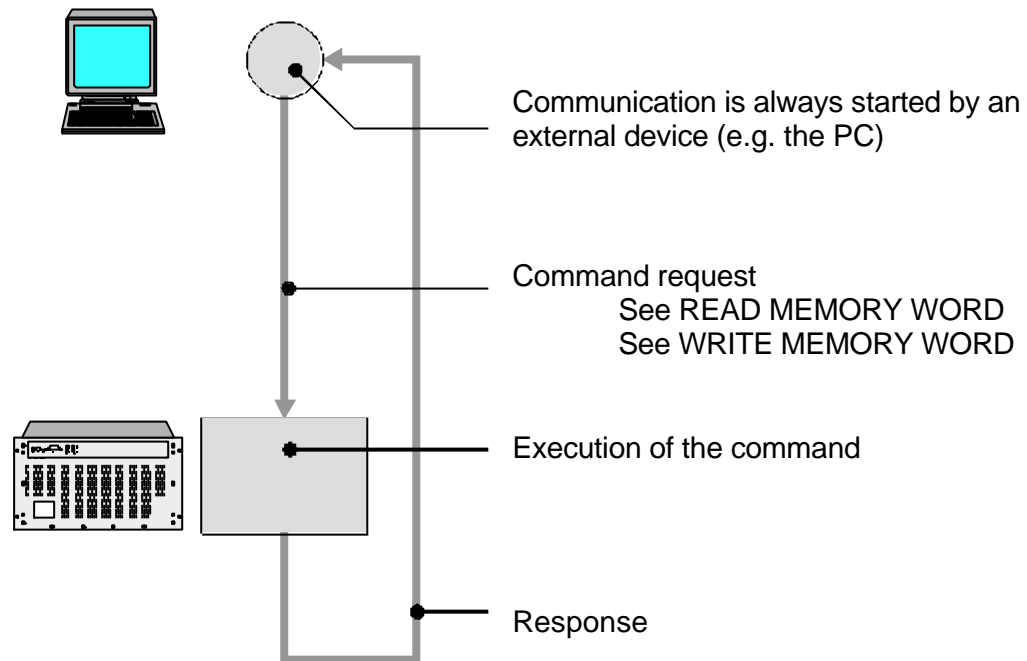 Communication is always started by an
external device (e.g. the PC)
Command request
See READ MEMORY WORD
See WRITE MEMORY WORD
Execution of the command
Response